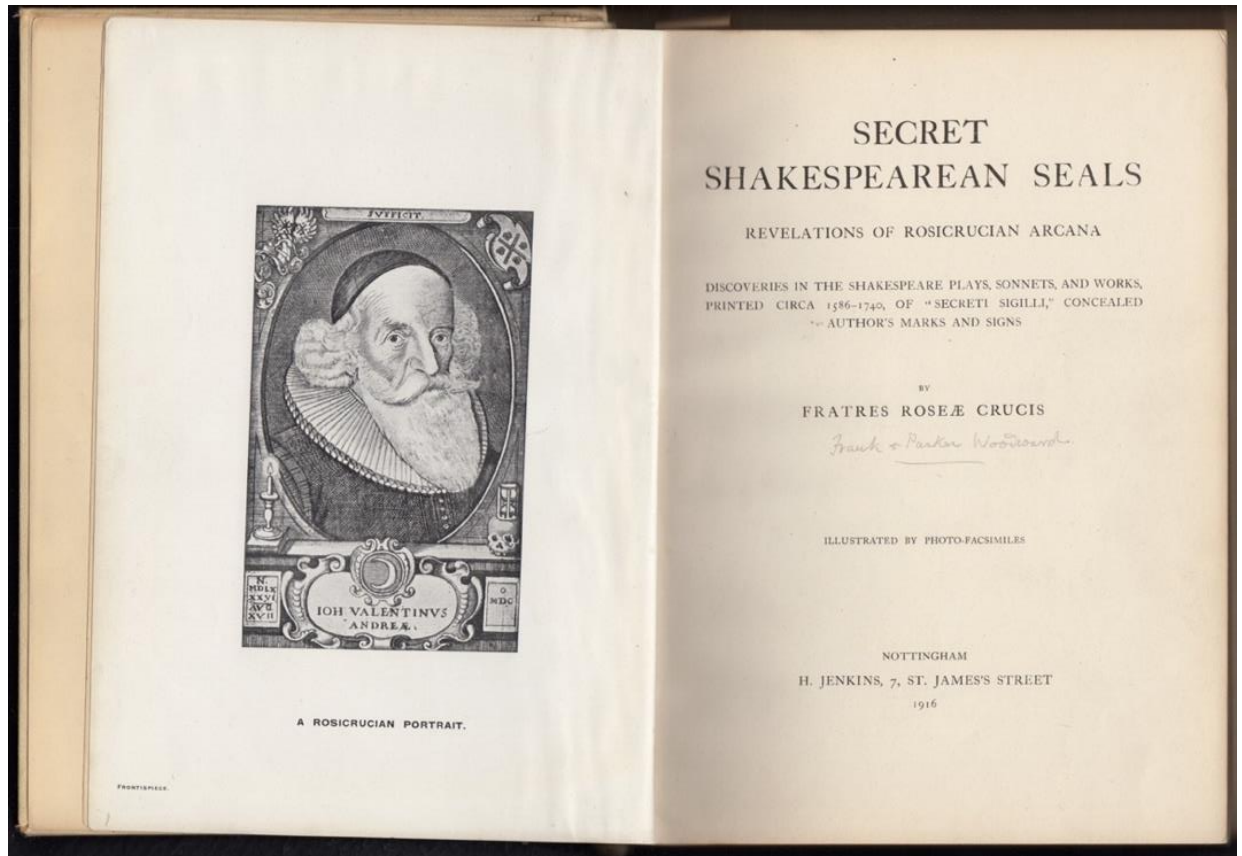 SVFFICIT.
N.
MDLX
XXVI
AVG
XVII
IOH VALENTINVS
ANDREÆ.
O
MDC
A ROSICRUCIAN PORTRAIT.
FRONTISPIECE.
SECRET
SHAKESPEAREAN SEALS
REVELATIONS OF ROSICRUCIAN ARCANA
DISCOVERIES IN THE SHAKESPEARE PLAYS, SONNETS, AND WORKS,
PRINTED CIRCA 1586-1740, OF "SECRETI SIGILLI," CONCEALED
AUTHOR'S MARKS AND SIGNS
BY
FRATRES ROSEÆ CRUCIS
Frank & Parker Woodward.
ILLUSTRATED BY PHOTO-FACSIMILES
NOTTINGHAM
H. JENKINS, 7, ST. JAMES'S STREET
1916